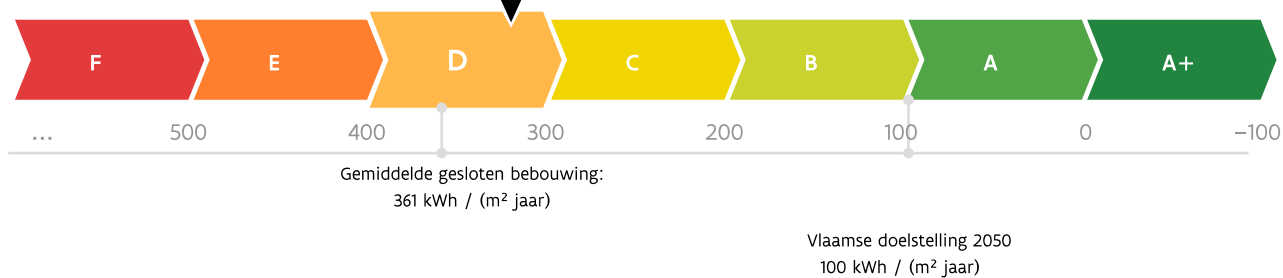 F E D C B A A+
... 500 400 300 200 100 0 −100
Gemiddelde gesloten bebouwing:
361 kWh / (m² jaar)
Vlaamse doelstelling 2050
100 kWh / (m² jaar)